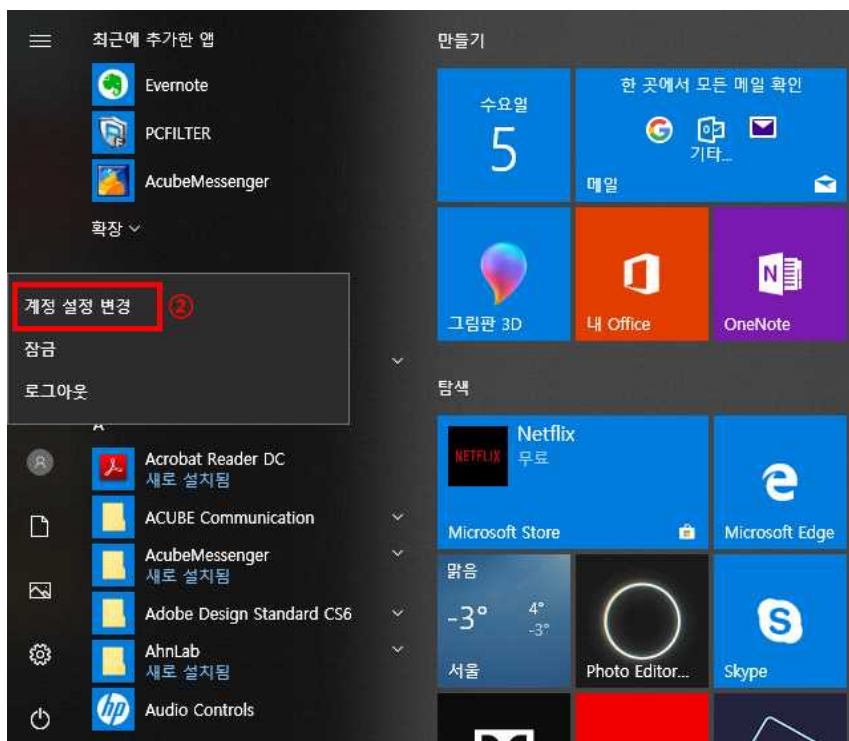 최근에 추가한 앱
Evernote
PCFILTER
AcubeMessenger
확장
계정 설정 변경 ②
잠금
로그아웃
A
Acrobat Reader DC
새로 설치됨
ACUBE Communication
AcubeMessenger
새로 설치됨
Adobe Design Standard CS6
AhnLab
새로 설치됨
hp
Audio Controls
만들기
수요일
5
한 곳에서 모든 메일 확인
기타...
메일
그림판 3D
내 Office
OneNote
탐색
NETFLIX
Netflix
무료
Microsoft Store
Microsoft Edge
맑음
-3°
4°
-3°
서울
Photo Editor...
Skype